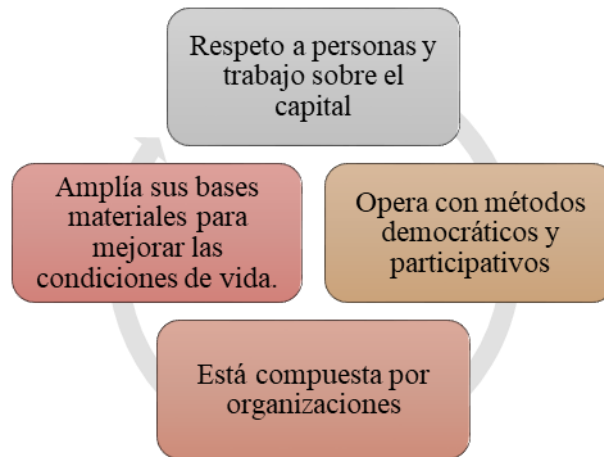 Respeto a personas y
trabajo sobre el
capital
Opera con métodos
democráticos y
participativos
Está compuesta por
organizaciones
Amplía sus bases
materiales para
mejorar las
condiciones de vida.